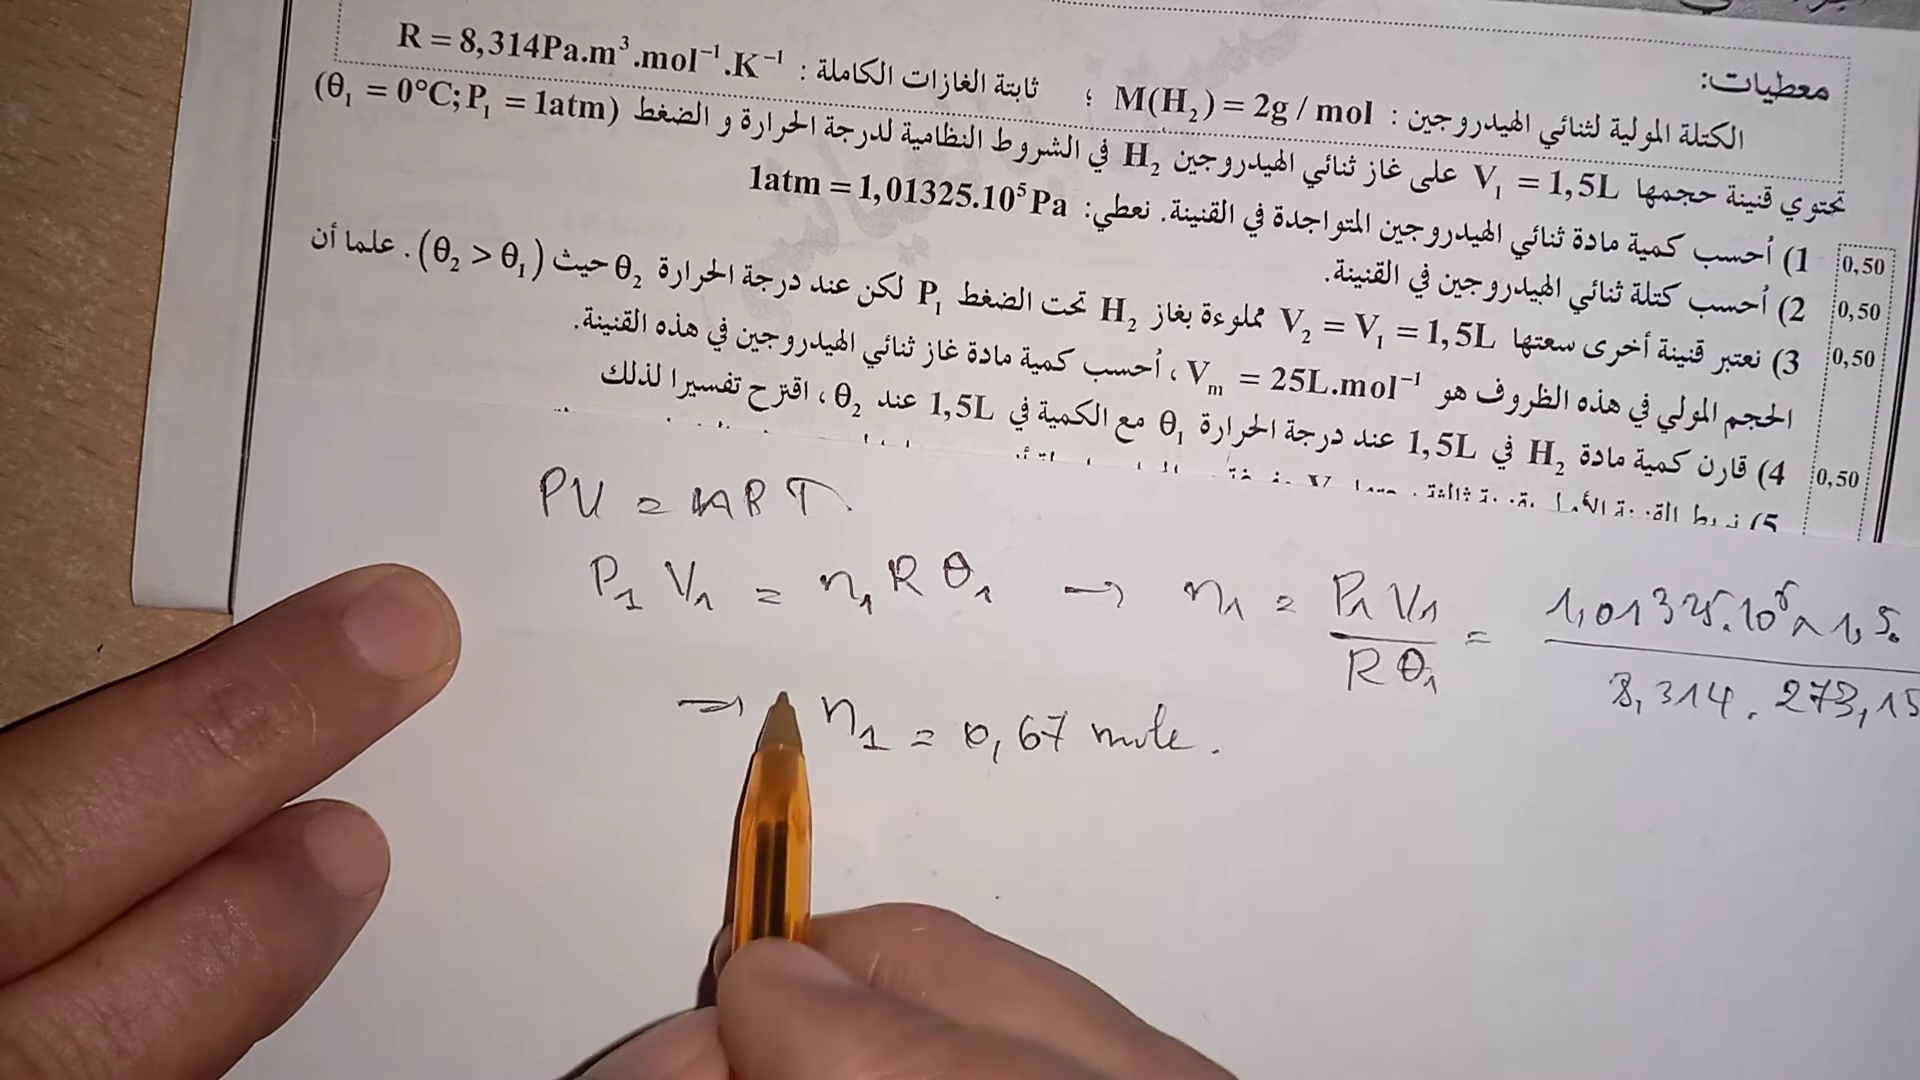 معطيات:
الكتلة المولية لثنائي الهيدروجين : M(H₂) = 2g / mol ؛ ثابتة الغازات الكاملة : R = 8,314Pa.m³.mol⁻¹.K⁻¹
تحتوي قنينة حجمها V₁ = 1,5L على غاز ثنائي الهيدروجين H₂ في الشروط النظامية لدرجة الحرارة و الضغط (θ₁ = 0°C; P₁ = 1atm)
0,50 1) أحسب كمية مادة ثنائي الهيدروجين المتواجدة في القنينة. نعطي: 1atm = 1,01325.10⁵ Pa
0,50 2) أحسب كتلة ثنائي الهيدروجين في القنينة.
0,50 3) نعتبر قنينة أخرى سعتها V₂ = V₁ = 1,5L مملوءة بغاز H₂ تحت الضغط P₁ لكن عند درجة الحرارة θ₂ حيث (θ₂ > θ₁) . علما أن
الحجم المولي في هذه الظروف هو Vₘ = 25L.mol⁻¹ ، أحسب كمية مادة غاز ثنائي الهيدروجين في هذه القنينة.
0,50 4) قارن كمية مادة H₂ في 1,5L عند درجة الحرارة θ₁ مع الكمية في 1,5L عند θ₂ ، اقترح تفسيرا لذلك
5)
PV = nRT
P₁ V₁ = n₁ R θ₁ → n₁ = P₁ V₁ / R θ₁ = 1,01325.10⁵ × 1,5. / 8,314 . 273,15
→ n₁ = 0,67 mole.